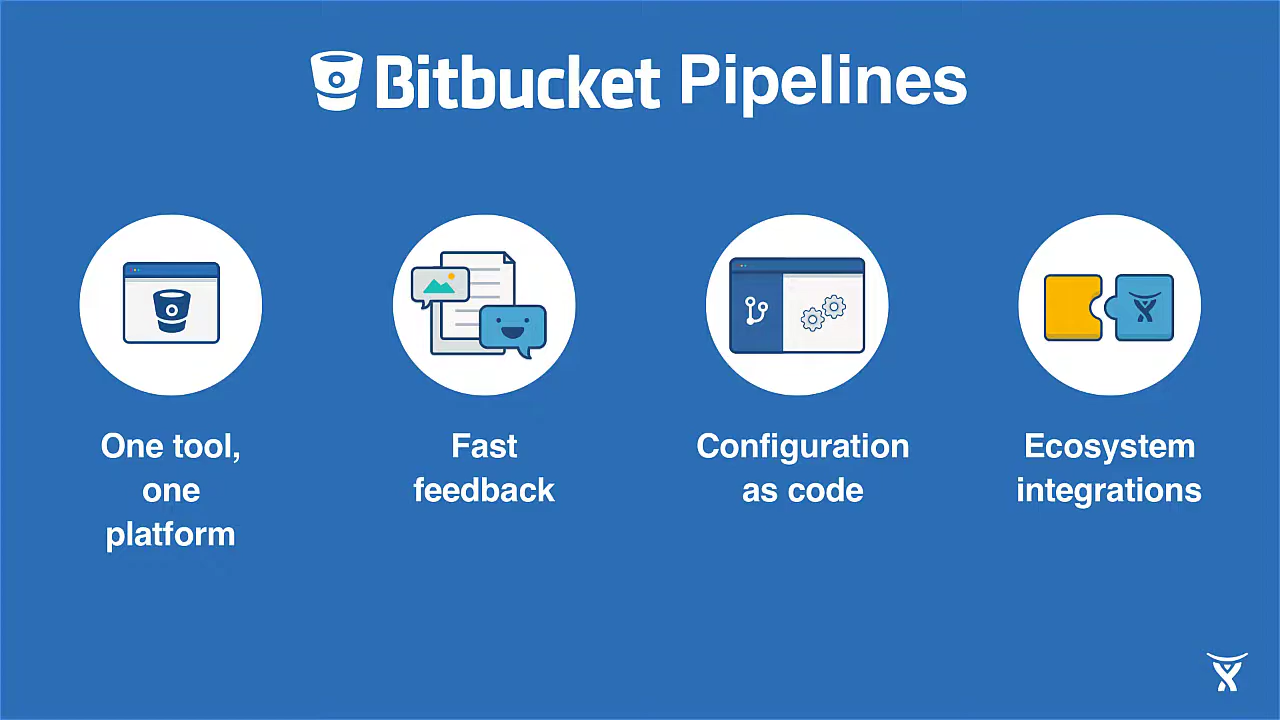 Bitbucket Pipelines
One tool,
one
platform
Fast
feedback
Configuration
as code
Ecosystem
integrations